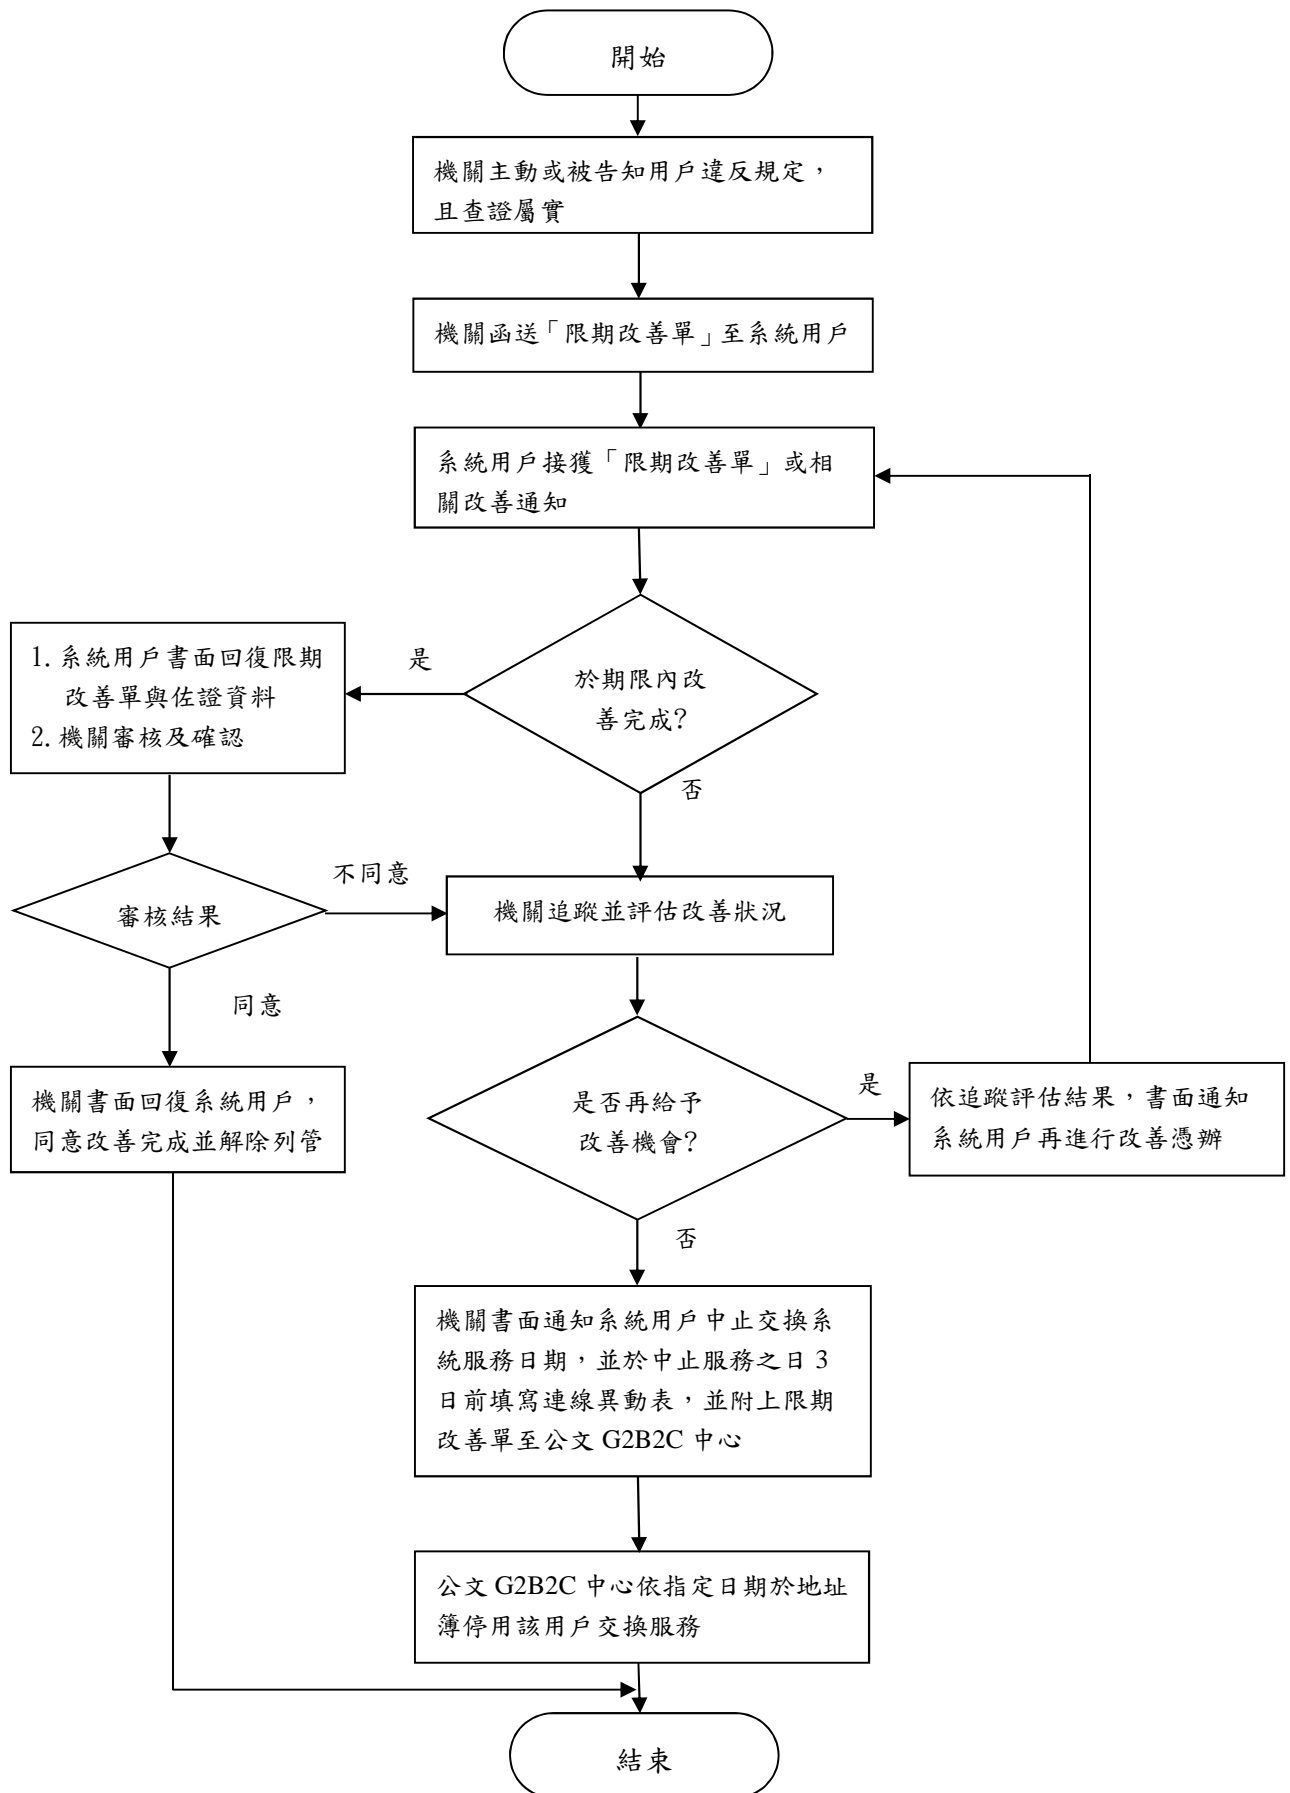 開始
機關主動或被告知用戶違反規定，
且查證屬實
機關函送「限期改善單」至系統用戶
系統用戶接獲「限期改善單」或相
關改善通知
於期限內改
善完成?
是
1. 系統用戶書面回復限期
改善單與佐證資料
2. 機關審核及確認
否
審核結果
不同意
機關追蹤並評估改善狀況
同意
機關書面回復系統用戶，
同意改善完成並解除列管
是否再給予
改善機會?
是
依追蹤評估結果，書面通知
系統用戶再進行改善憑辦
否
機關書面通知系統用戶中止交換系
統服務日期，並於中止服務之日 3
日前填寫連線異動表，並附上限期
改善單至公文 G2B2C 中心
公文 G2B2C 中心依指定日期於地址
簿停用該用戶交換服務
結束